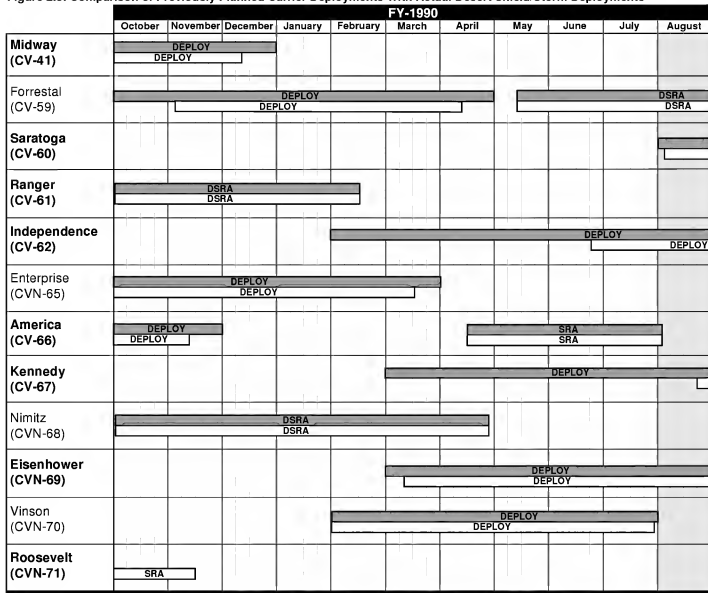 FY-1990
October November December January February March April May June July August
Midway
(CV-41)
DEPLOY
DEPLOY
Forrestal
(CV-59)
DEPLOY DSRA
DEPLOY DSRA
Saratoga
(CV-60)
Ranger
(CV-61)
DSRA
DSRA
Independence
(CV-62)
DEPLOY
DEPLOY
Enterprise
(CVN-65)
DEPLOY
DEPLOY
America
(CV-66)
DEPLOY SRA
DEPLOY SRA
Kennedy
(CV-67)
DEPLOY
Nimitz
(CVN-68)
DSRA
DSRA
Eisenhower
(CVN-69)
DEPLOY
DEPLOY
Vinson
(CVN-70)
DEPLOY
DEPLOY
Roosevelt
(CVN-71)
SRA